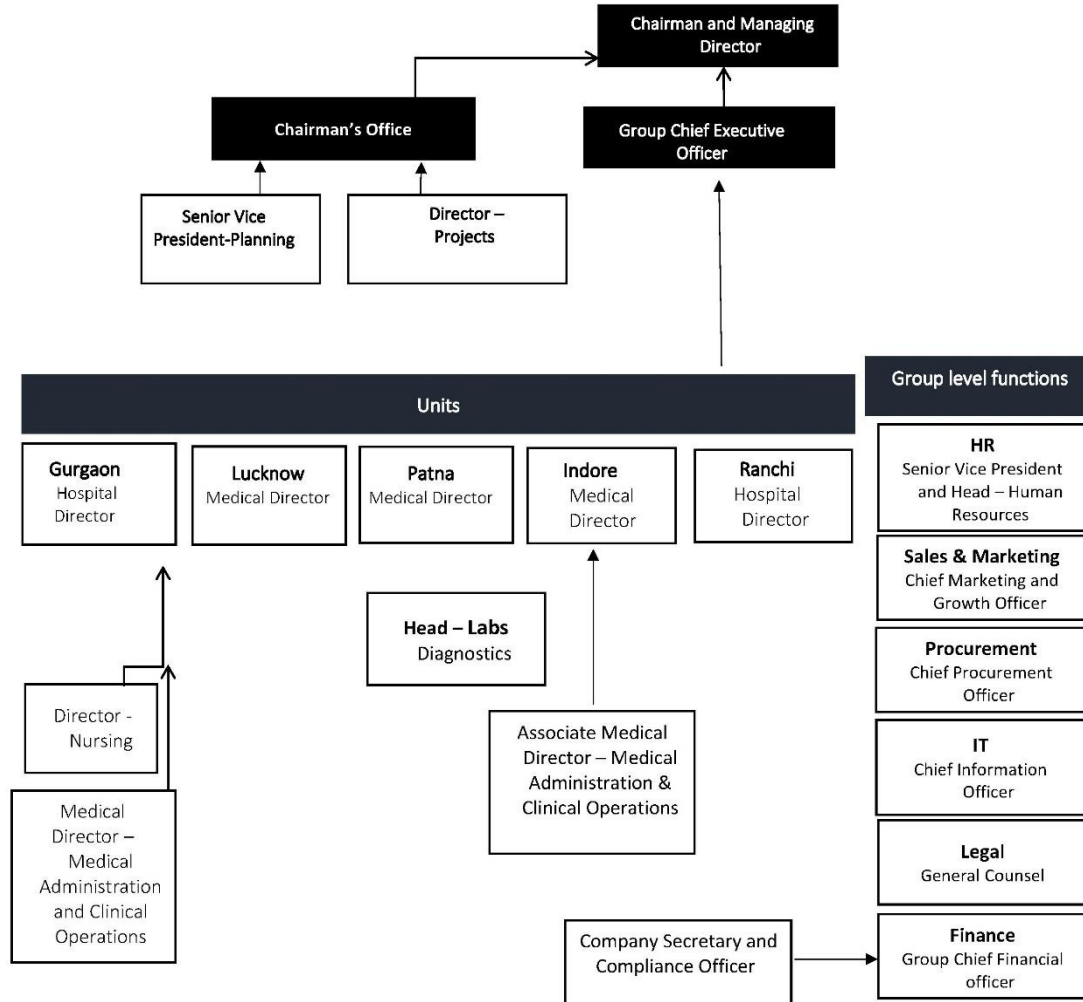 Chairman and Managing
Director
Chairman's Office
Group Chief Executive
Officer
Senior Vice
President-Planning
Director –
Projects
Units
Group level functions
Gurgaon
Hospital
Director
Lucknow
Medical Director
Patna
Medical Director
Indore
Medical
Director
Ranchi
Hospital
Director
HR
Senior Vice President
and Head – Human
Resources
Sales & Marketing
Chief Marketing and
Growth Officer
Head – Labs
Diagnostics
Procurement
Chief Procurement
Officer
Director -
Nursing
Associate Medical
Director – Medical
Administration &
Clinical Operations
IT
Chief Information
Officer
Medical
Director –
Medical
Administration
and Clinical
Operations
Legal
General Counsel
Company Secretary and
Compliance Officer
Finance
Group Chief Financial
officer